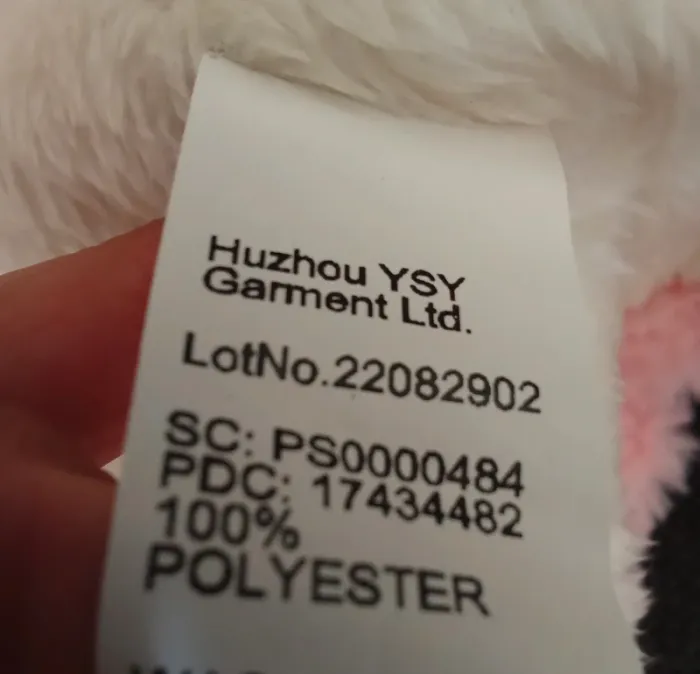 Huzhou YSY
Garment Ltd.
LotNo.22082902
SC: PS0000484
PDC: 17434482
100%
POLYESTER